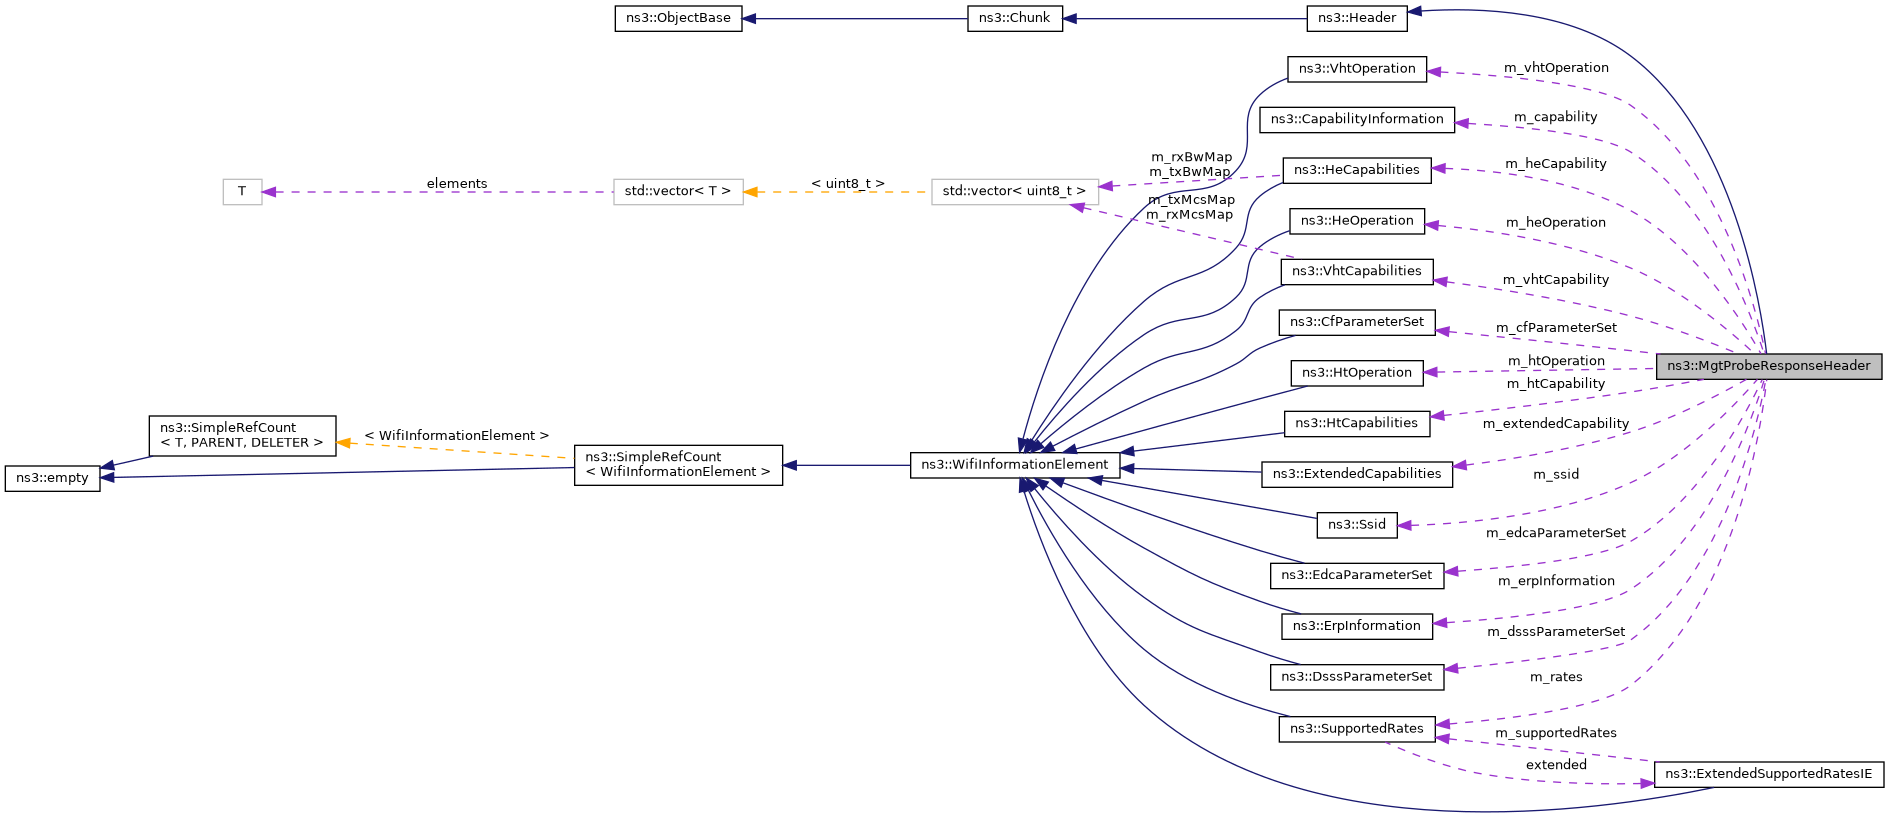 ns3::ObjectBase
ns3::Chunk
ns3::Header
ns3::VhtOperation
m_vhtOperation
ns3::CapabilityInformation
m_capability
m_rxBwMap
m_txBwMap
ns3::HeCapabilities
m_heCapability
T
elements
std::vector< T >
< uint8_t >
std::vector< uint8_t >
m_txMcsMap
m_rxMcsMap
ns3::HeOperation
m_heOperation
ns3::VhtCapabilities
m_vhtCapability
ns3::CfParameterSet
m_cfParameterSet
ns3::HtOperation
m_htOperation
ns3::MgtProbeResponseHeader
m_htCapability
ns3::HtCapabilities
m_extendedCapability
ns3::SimpleRefCount
< T, PARENT, DELETER >
< WifiInformationElement >
ns3::empty
ns3::SimpleRefCount
< WifiInformationElement >
ns3::WifiInformationElement
ns3::ExtendedCapabilities
m_ssid
ns3::Ssid
m_edcaParameterSet
ns3::EdcaParameterSet
m_erpInformation
ns3::ErpInformation
m_dsssParameterSet
ns3::DsssParameterSet
m_rates
ns3::SupportedRates
m_supportedRates
extended
ns3::ExtendedSupportedRatesIE